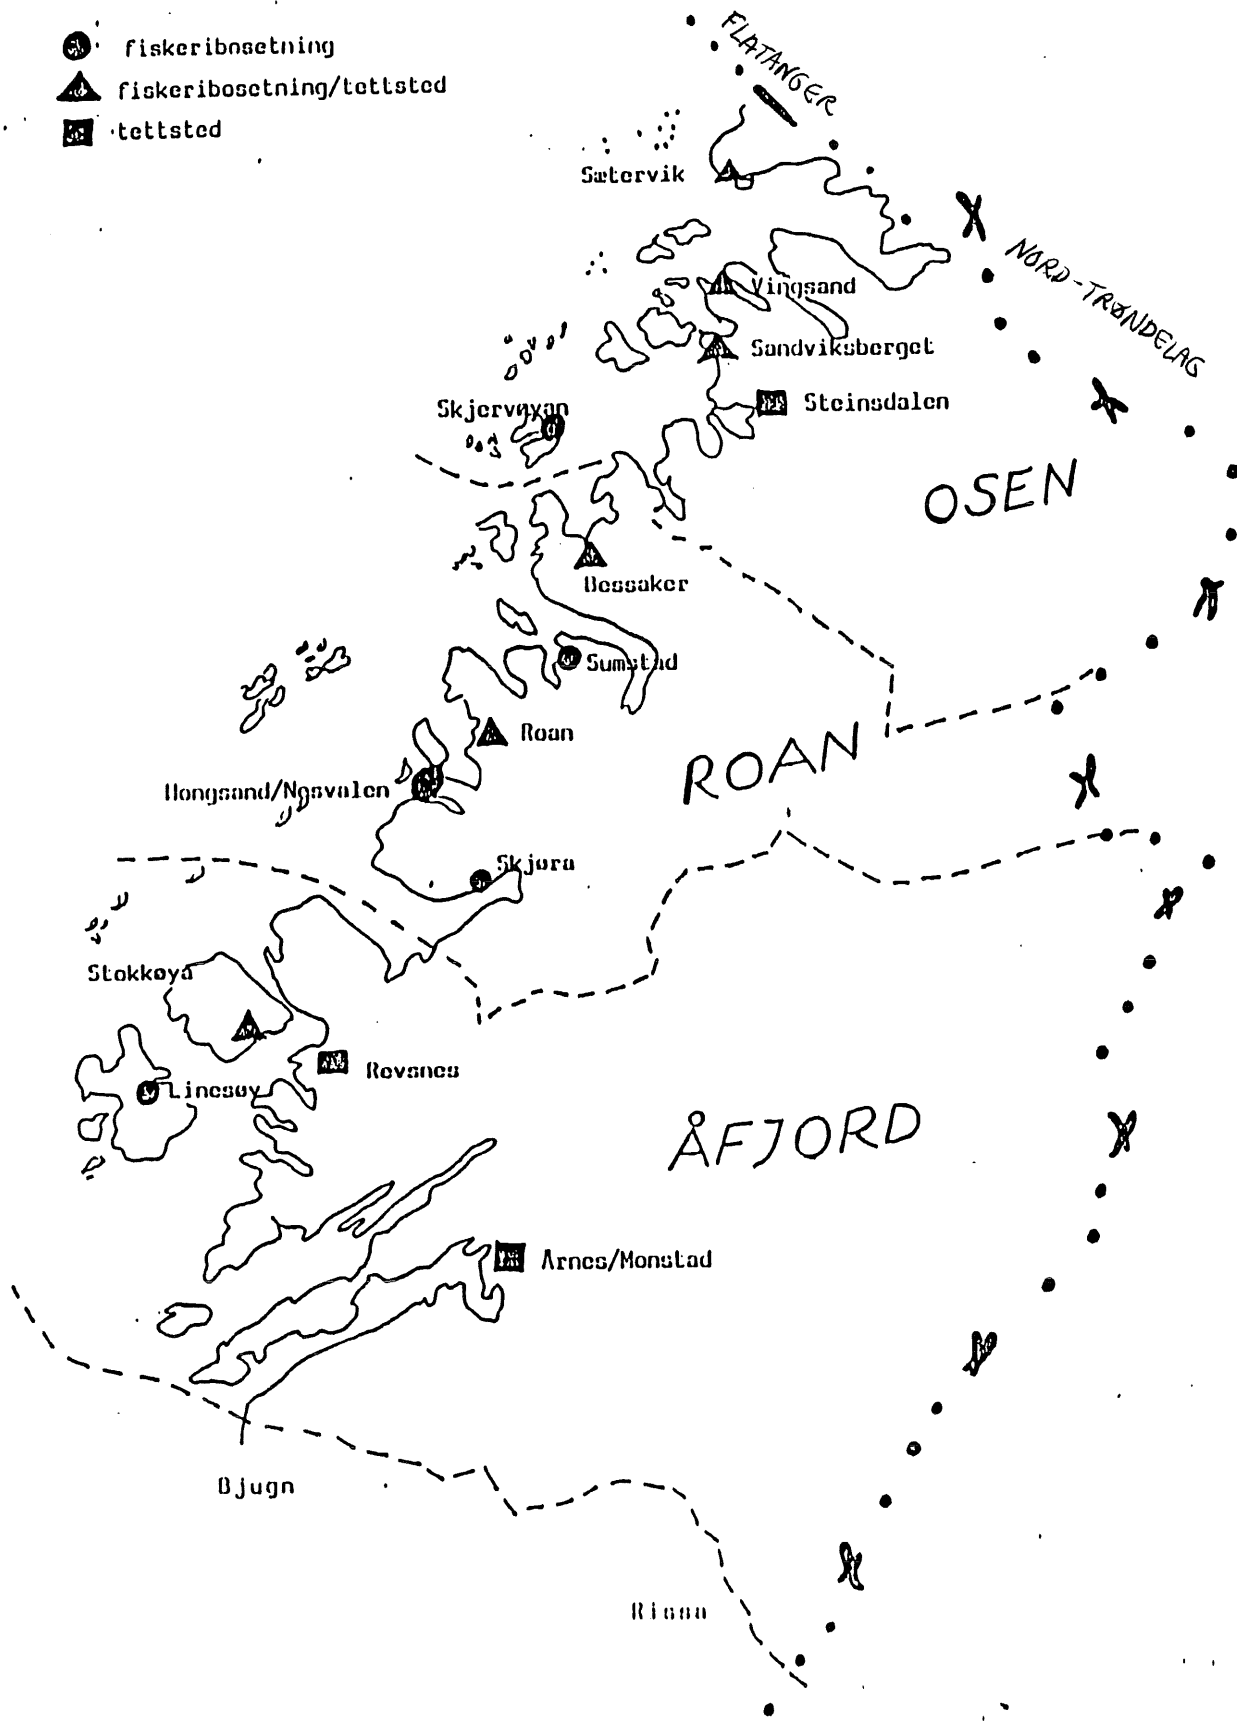 fiskeribosetning
fiskeribosetning/tettsted
tettsted
FLATANGER
Sætervik
NORD-TRØNDELAG
Vingsand
Sandviksberget
Steinsdalen
Skjervøyan
OSEN
Bessaker
Sumstad
Roan
ROAN
Hongsand/Nesvalen
Skjøra
Stokkøya
Revsnes
Linesøy
ÅFJORD
Årnes/Monstad
Bjugn
Rissa